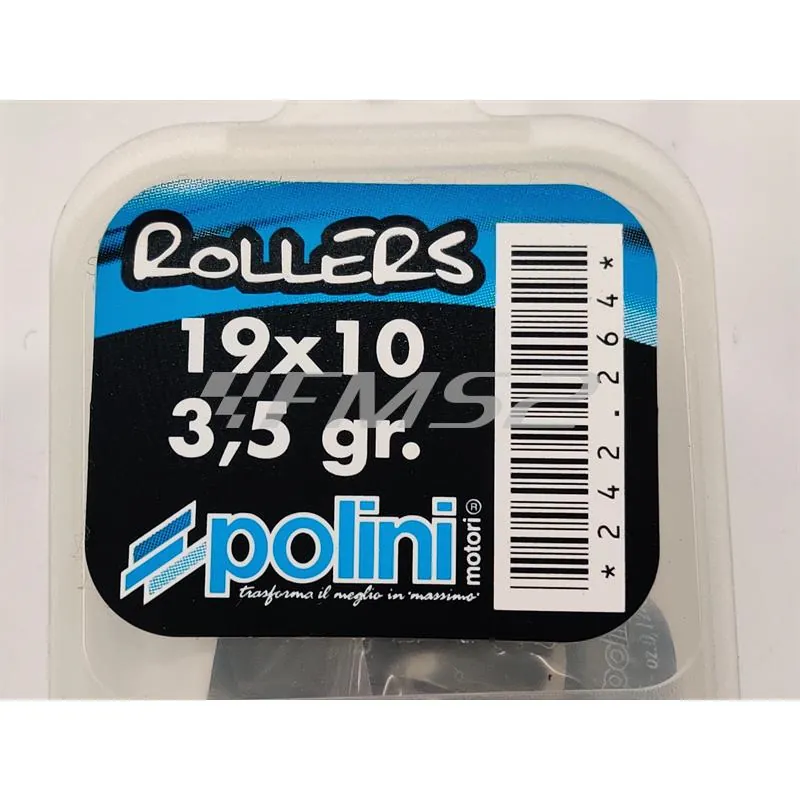 ROLLERS
19x10
FMS2
3,5 gr.
polini
motori®
trasforma il meglio in "massimo"
*242.264*